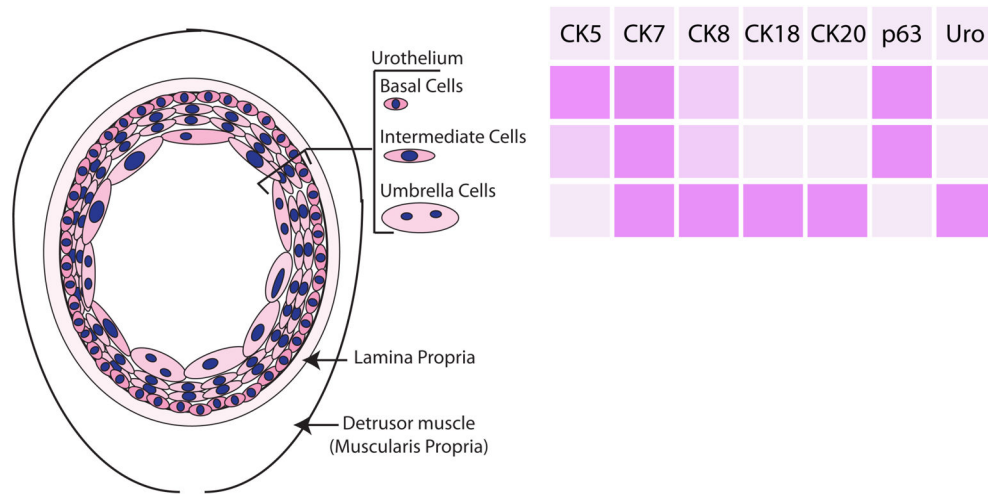 Urothelium
Basal Cells
Intermediate Cells
Umbrella Cells
Lamina Propria
Detrusor muscle
(Muscularis Propria)
CK5 CK7 CK8 CK18 CK20 p63 Uro